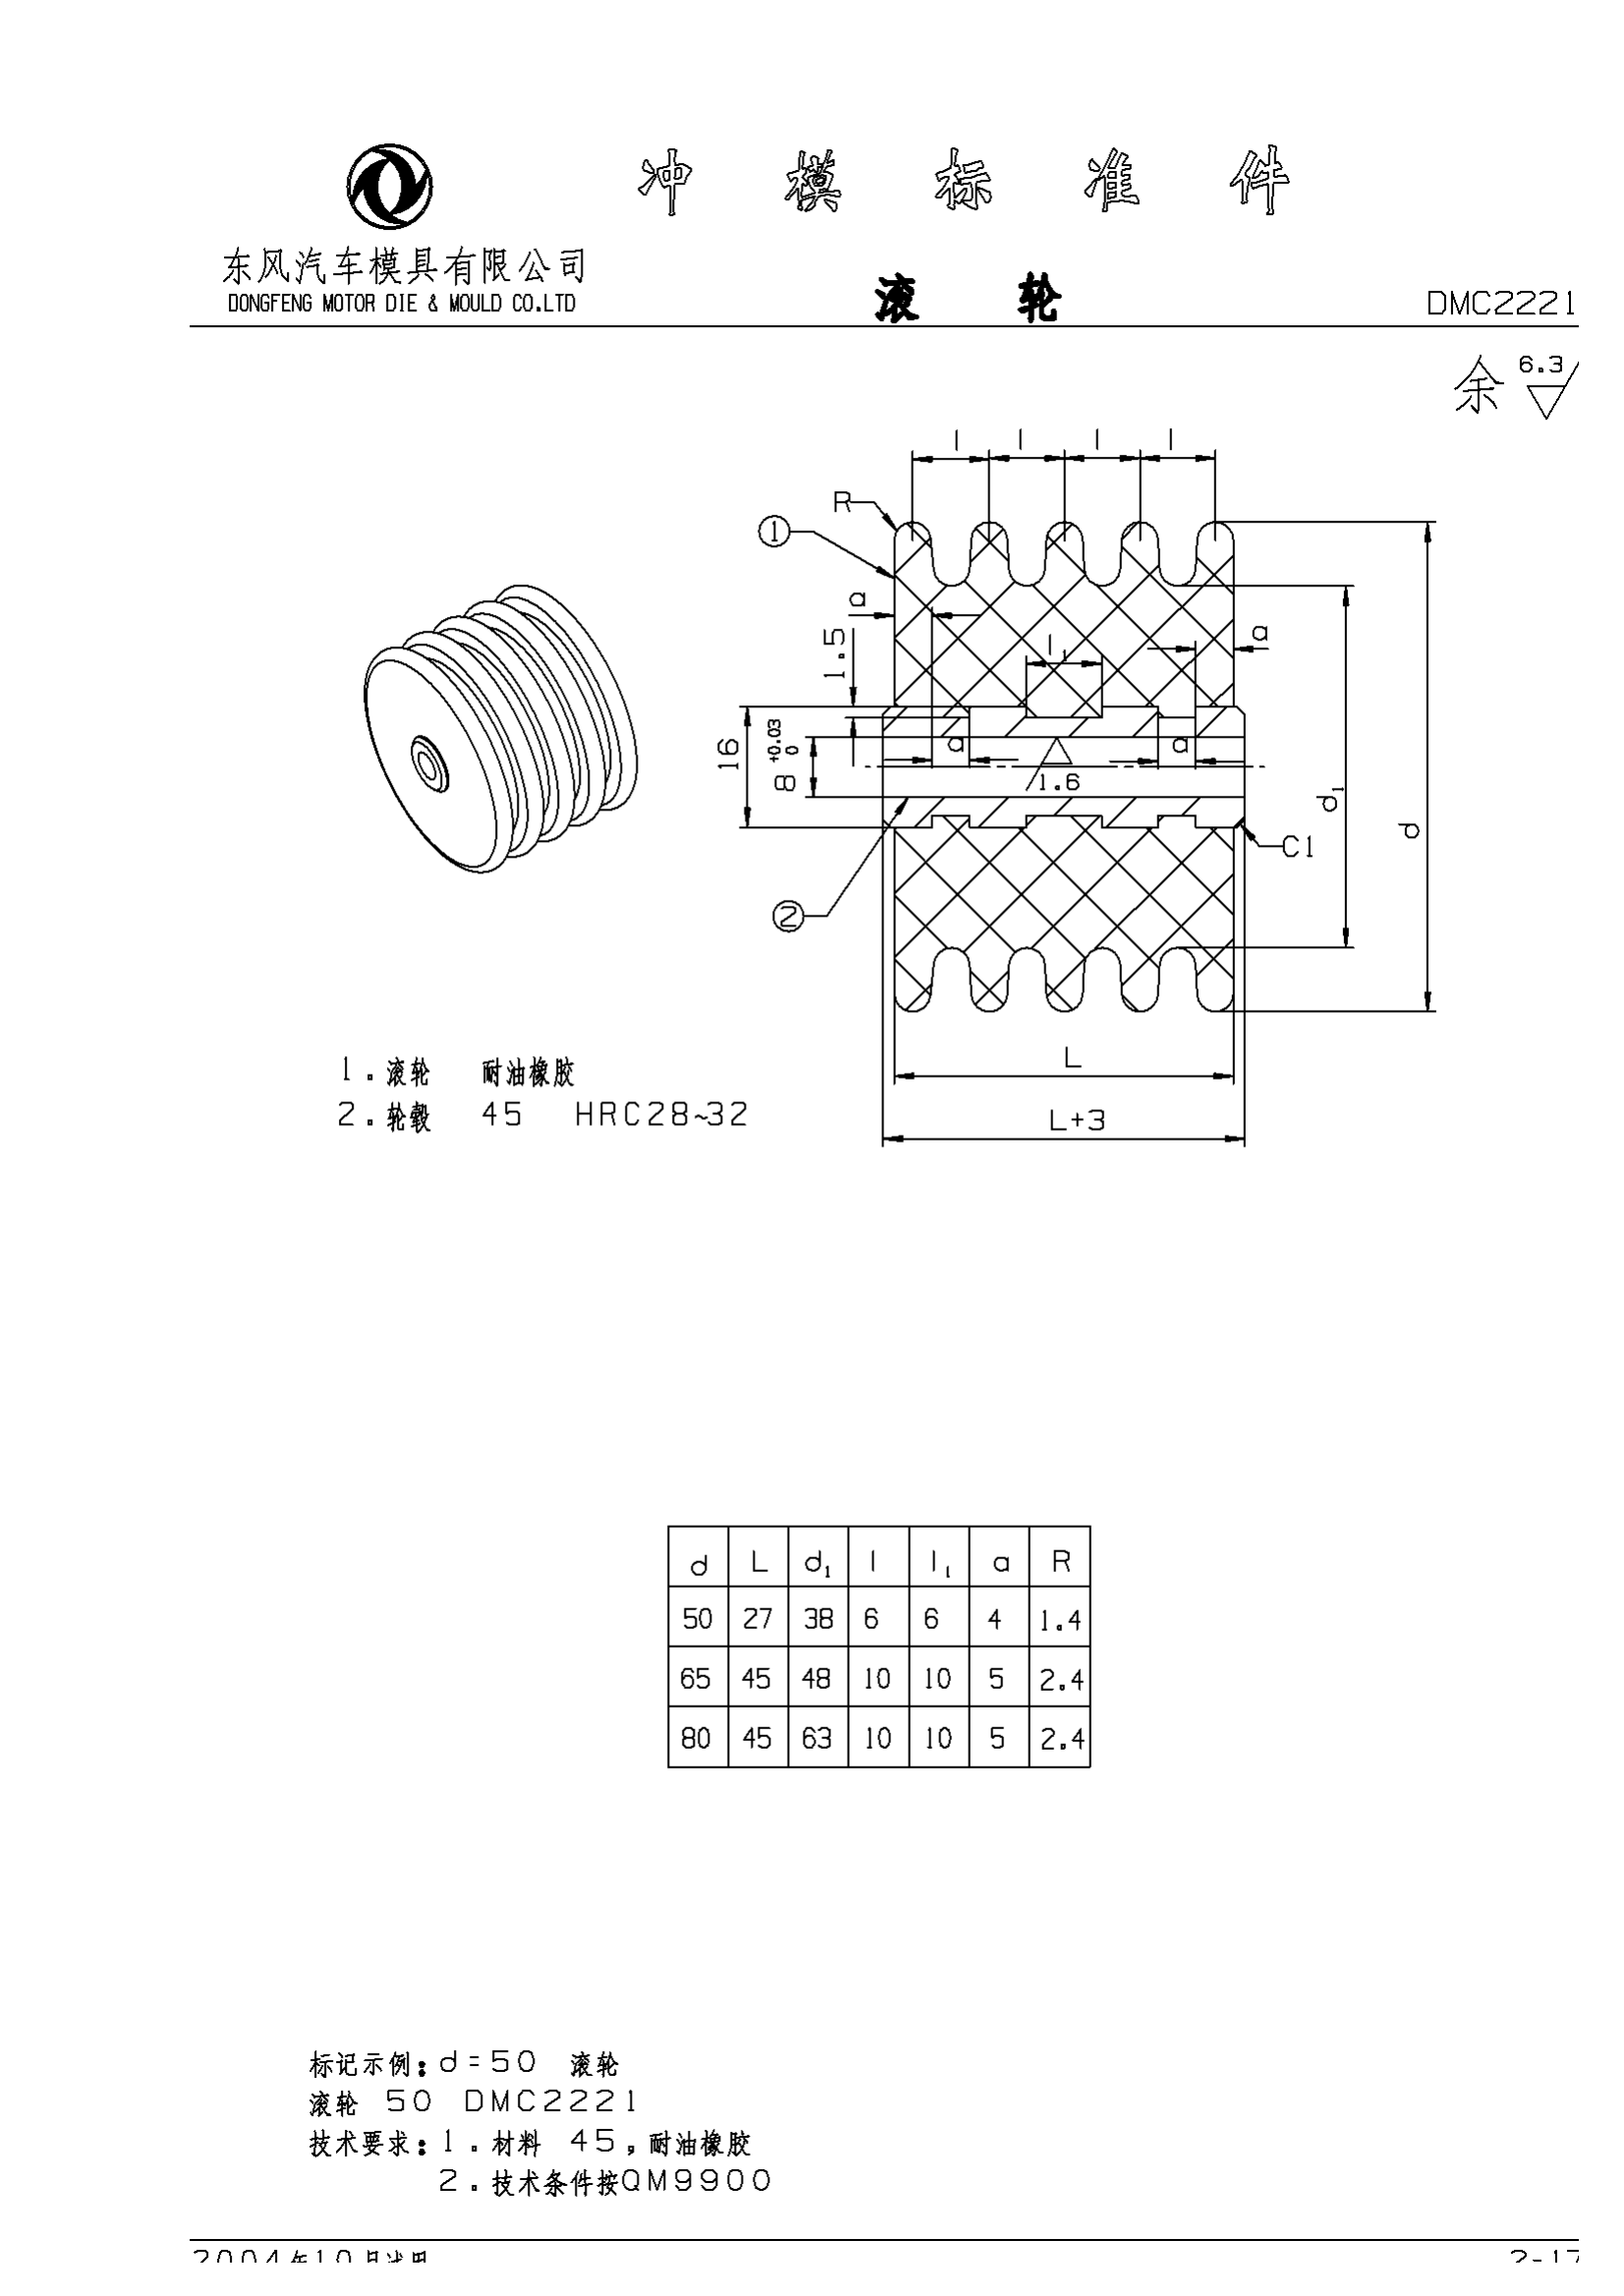 冲模标准件
东风汽车模具有限公司
DONGFENG MOTOR DIE & MOULD CO.LTD
滚轮
DMC2221
余 6.3
l l l l
R
1
a
1.5
l₁
a
16
8 +0.03 0
a
a
1.6
d₁
d
C1
2
L
L+3
1.滚轮 耐油橡胶
2.轮毂 45 HRC28~32
d L d₁ l l₁ a R
50 27 38 6 6 4 1.4
65 45 48 10 10 5 2.4
80 45 63 10 10 5 2.4
标记示例:d=50 滚轮
滚轮 50 DMC2221
技术要求:1.材料 45,耐油橡胶
2.技术条件按QM9900
2004年10月
2-17